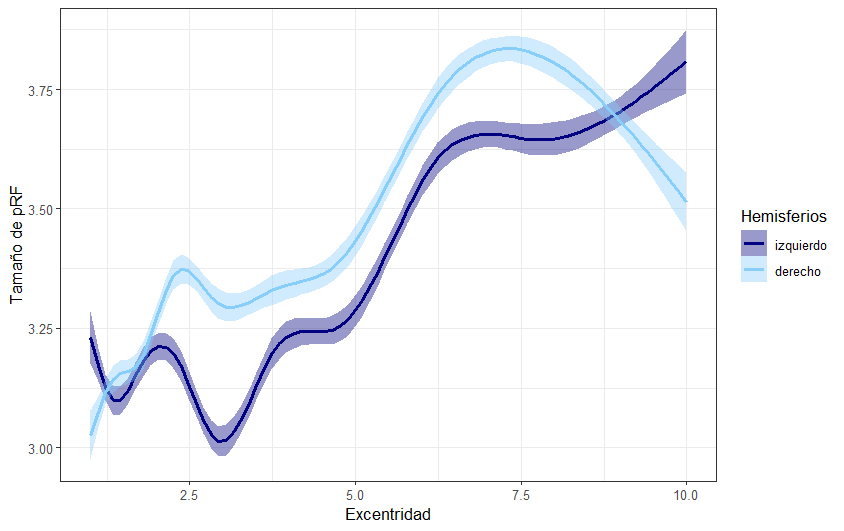 3.75
3.50
3.25
3.00
Tamaño de pRF
2.5
5.0
7.5
10.0
Excentridad
Hemisferios
izquierdo
derecho